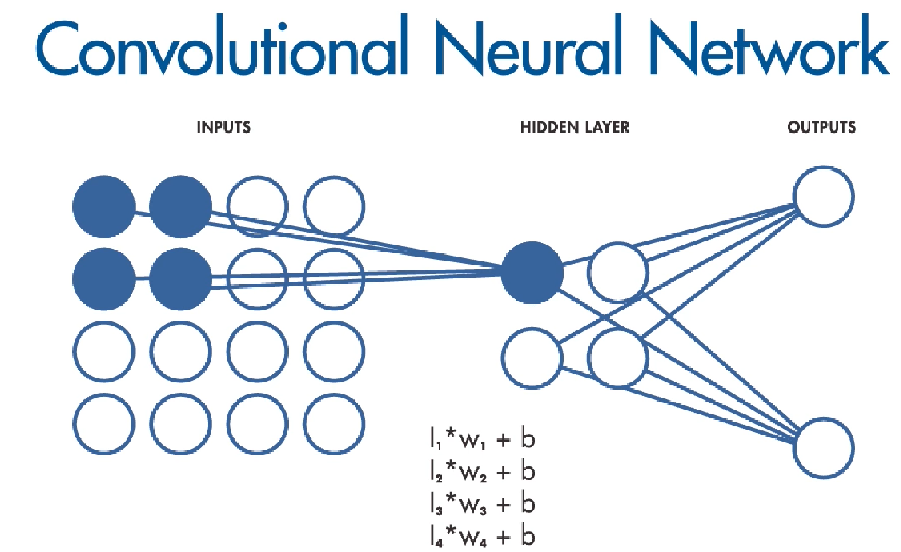 Convolutional Neural Network
INPUTS
HIDDEN LAYER
OUTPUTS
I₁*w₁ + b
I₂*w₂ + b
I₃*w₃ + b
I₄*w₄ + b